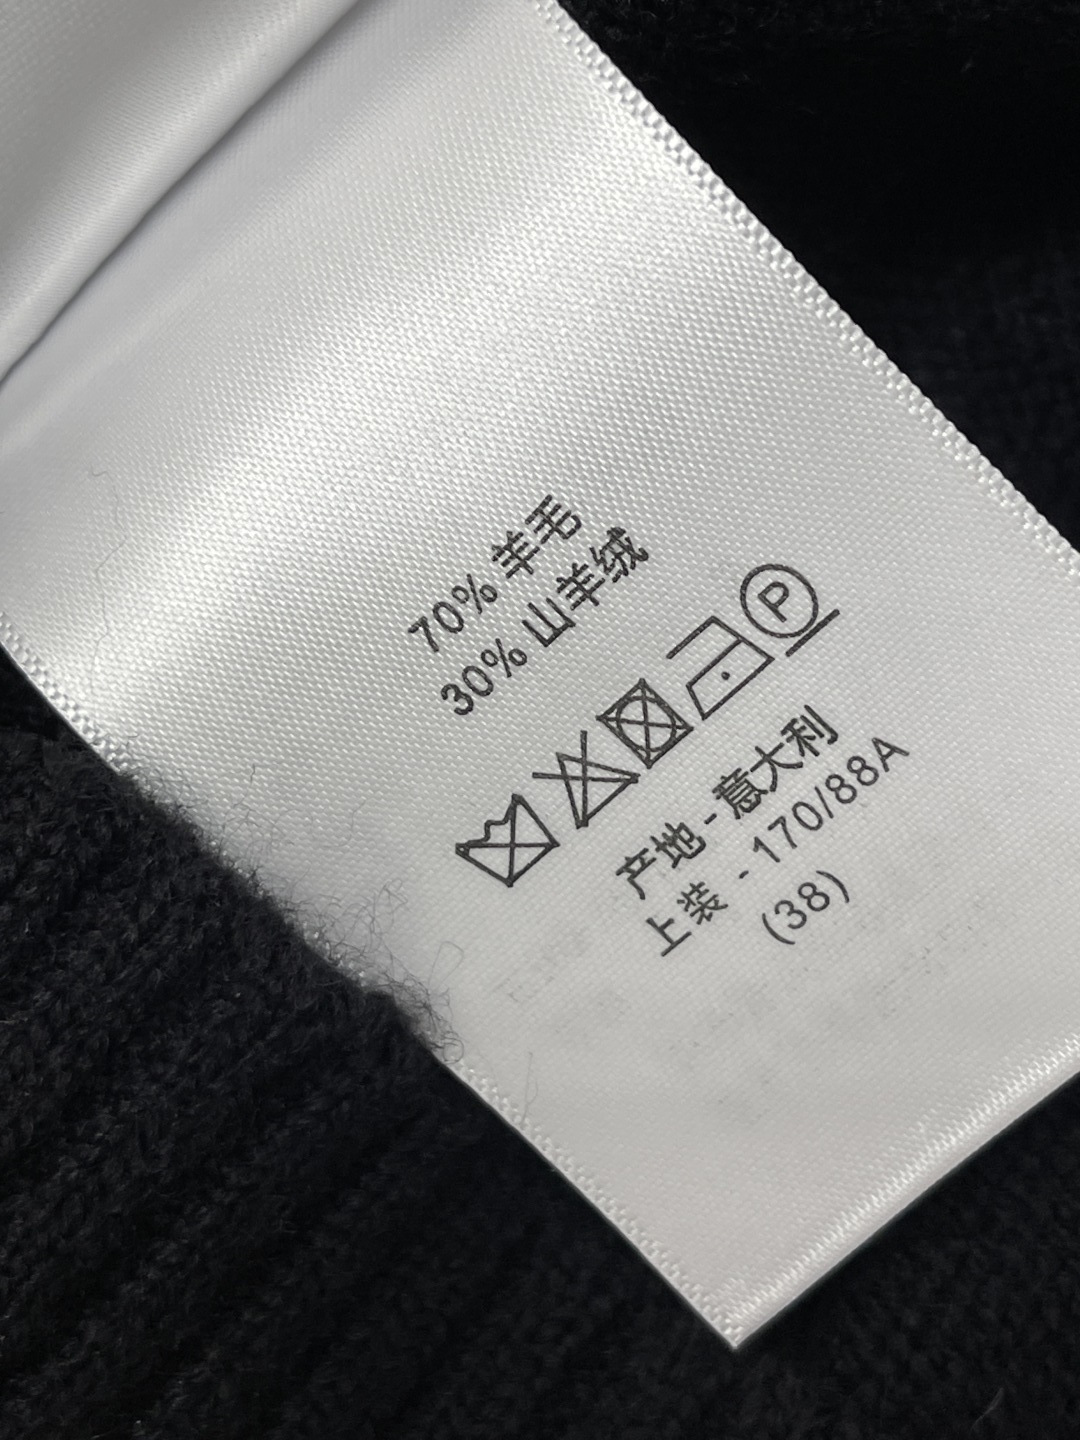 70% 羊毛
30% 山羊绒
P
产地 - 意大利
上装 - 170/88A
(38)